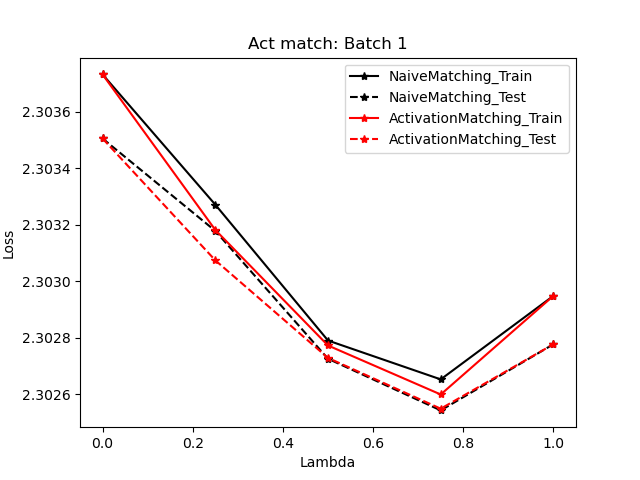 Act match: Batch 1
NaiveMatching_Train
NaiveMatching_Test
ActivationMatching_Train
ActivationMatching_Test
Loss
2.3036
2.3034
2.3032
2.3030
2.3028
2.3026
0.0 0.2 0.4 0.6 0.8 1.0
Lambda